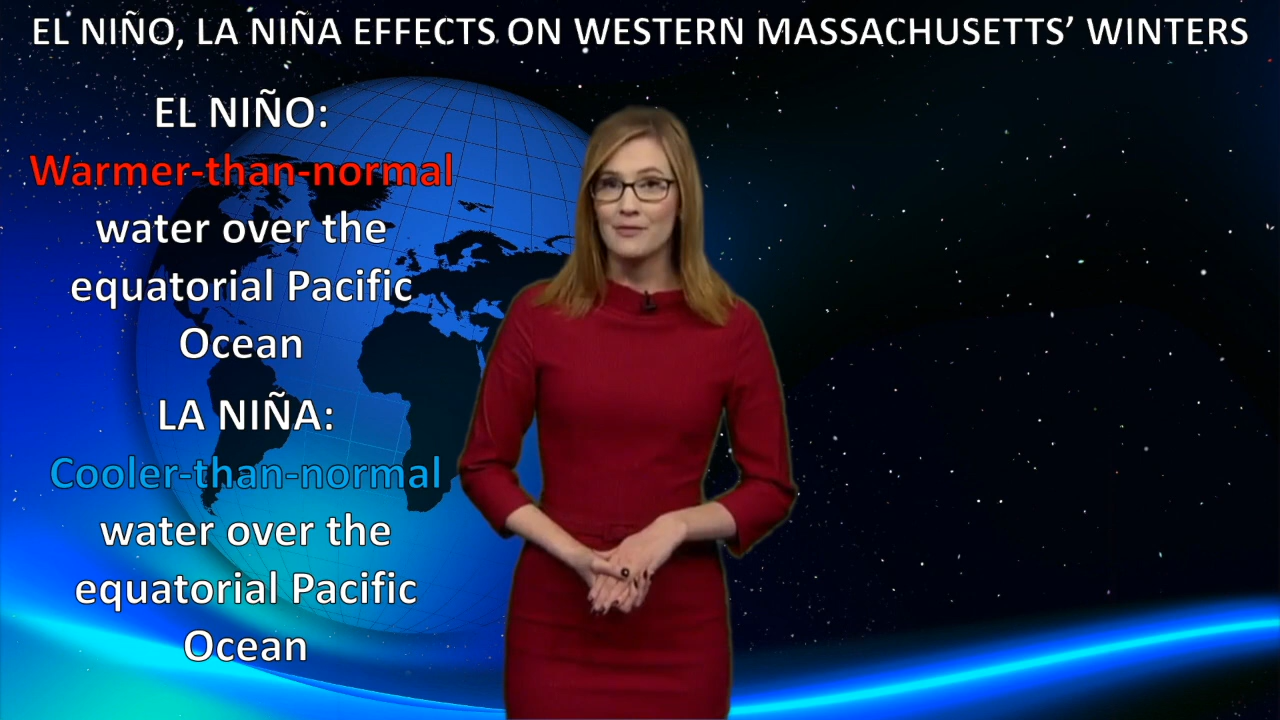 EL NIÑO, LA NIÑA EFFECTS ON WESTERN MASSACHUSETTS’ WINTERS
EL NIÑO:
Warmer-than-normal
water over the
equatorial Pacific
Ocean
LA NIÑA:
Cooler-than-normal
water over the
equatorial Pacific
Ocean